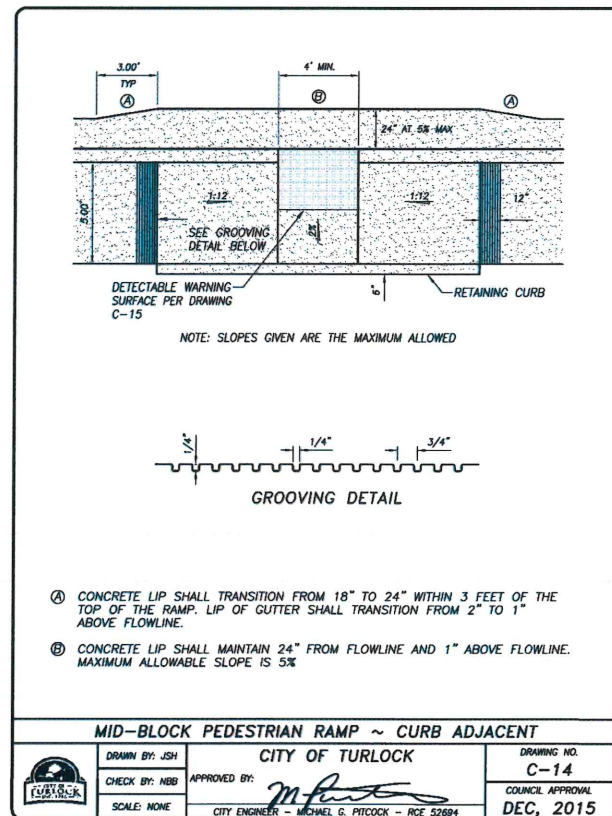 3.00'
TYP
4' MIN.
A
B
A
24" AT 5% MAX
5.00'
1:12
1:12
12"
SEE GROOVING
DETAIL BELOW
2%
DETECTABLE WARNING
SURFACE PER DRAWING
C-15
6"
RETAINING CURB
NOTE: SLOPES GIVEN ARE THE MAXIMUM ALLOWED
1/4"
1/4"
3/4"
GROOVING DETAIL
A CONCRETE LIP SHALL TRANSITION FROM 18" TO 24" WITHIN 3 FEET OF THE
TOP OF THE RAMP. LIP OF GUTTER SHALL TRANSITION FROM 2" TO 1"
ABOVE FLOWLINE.
B CONCRETE LIP SHALL MAINTAIN 24" FROM FLOWLINE AND 1" ABOVE FLOWLINE.
MAXIMUM ALLOWABLE SLOPE IS 5%
MID-BLOCK PEDESTRIAN RAMP ~ CURB ADJACENT
CITY OF
TURLOCK
DRAWN BY: JSH
CHECK BY: NBB
SCALE: NONE
CITY OF TURLOCK
APPROVED BY:
CITY ENGINEER - MICHAEL G. PITCOCK - RCE 52694
DRAWING NO.
C-14
COUNCIL APPROVAL
DEC, 2015